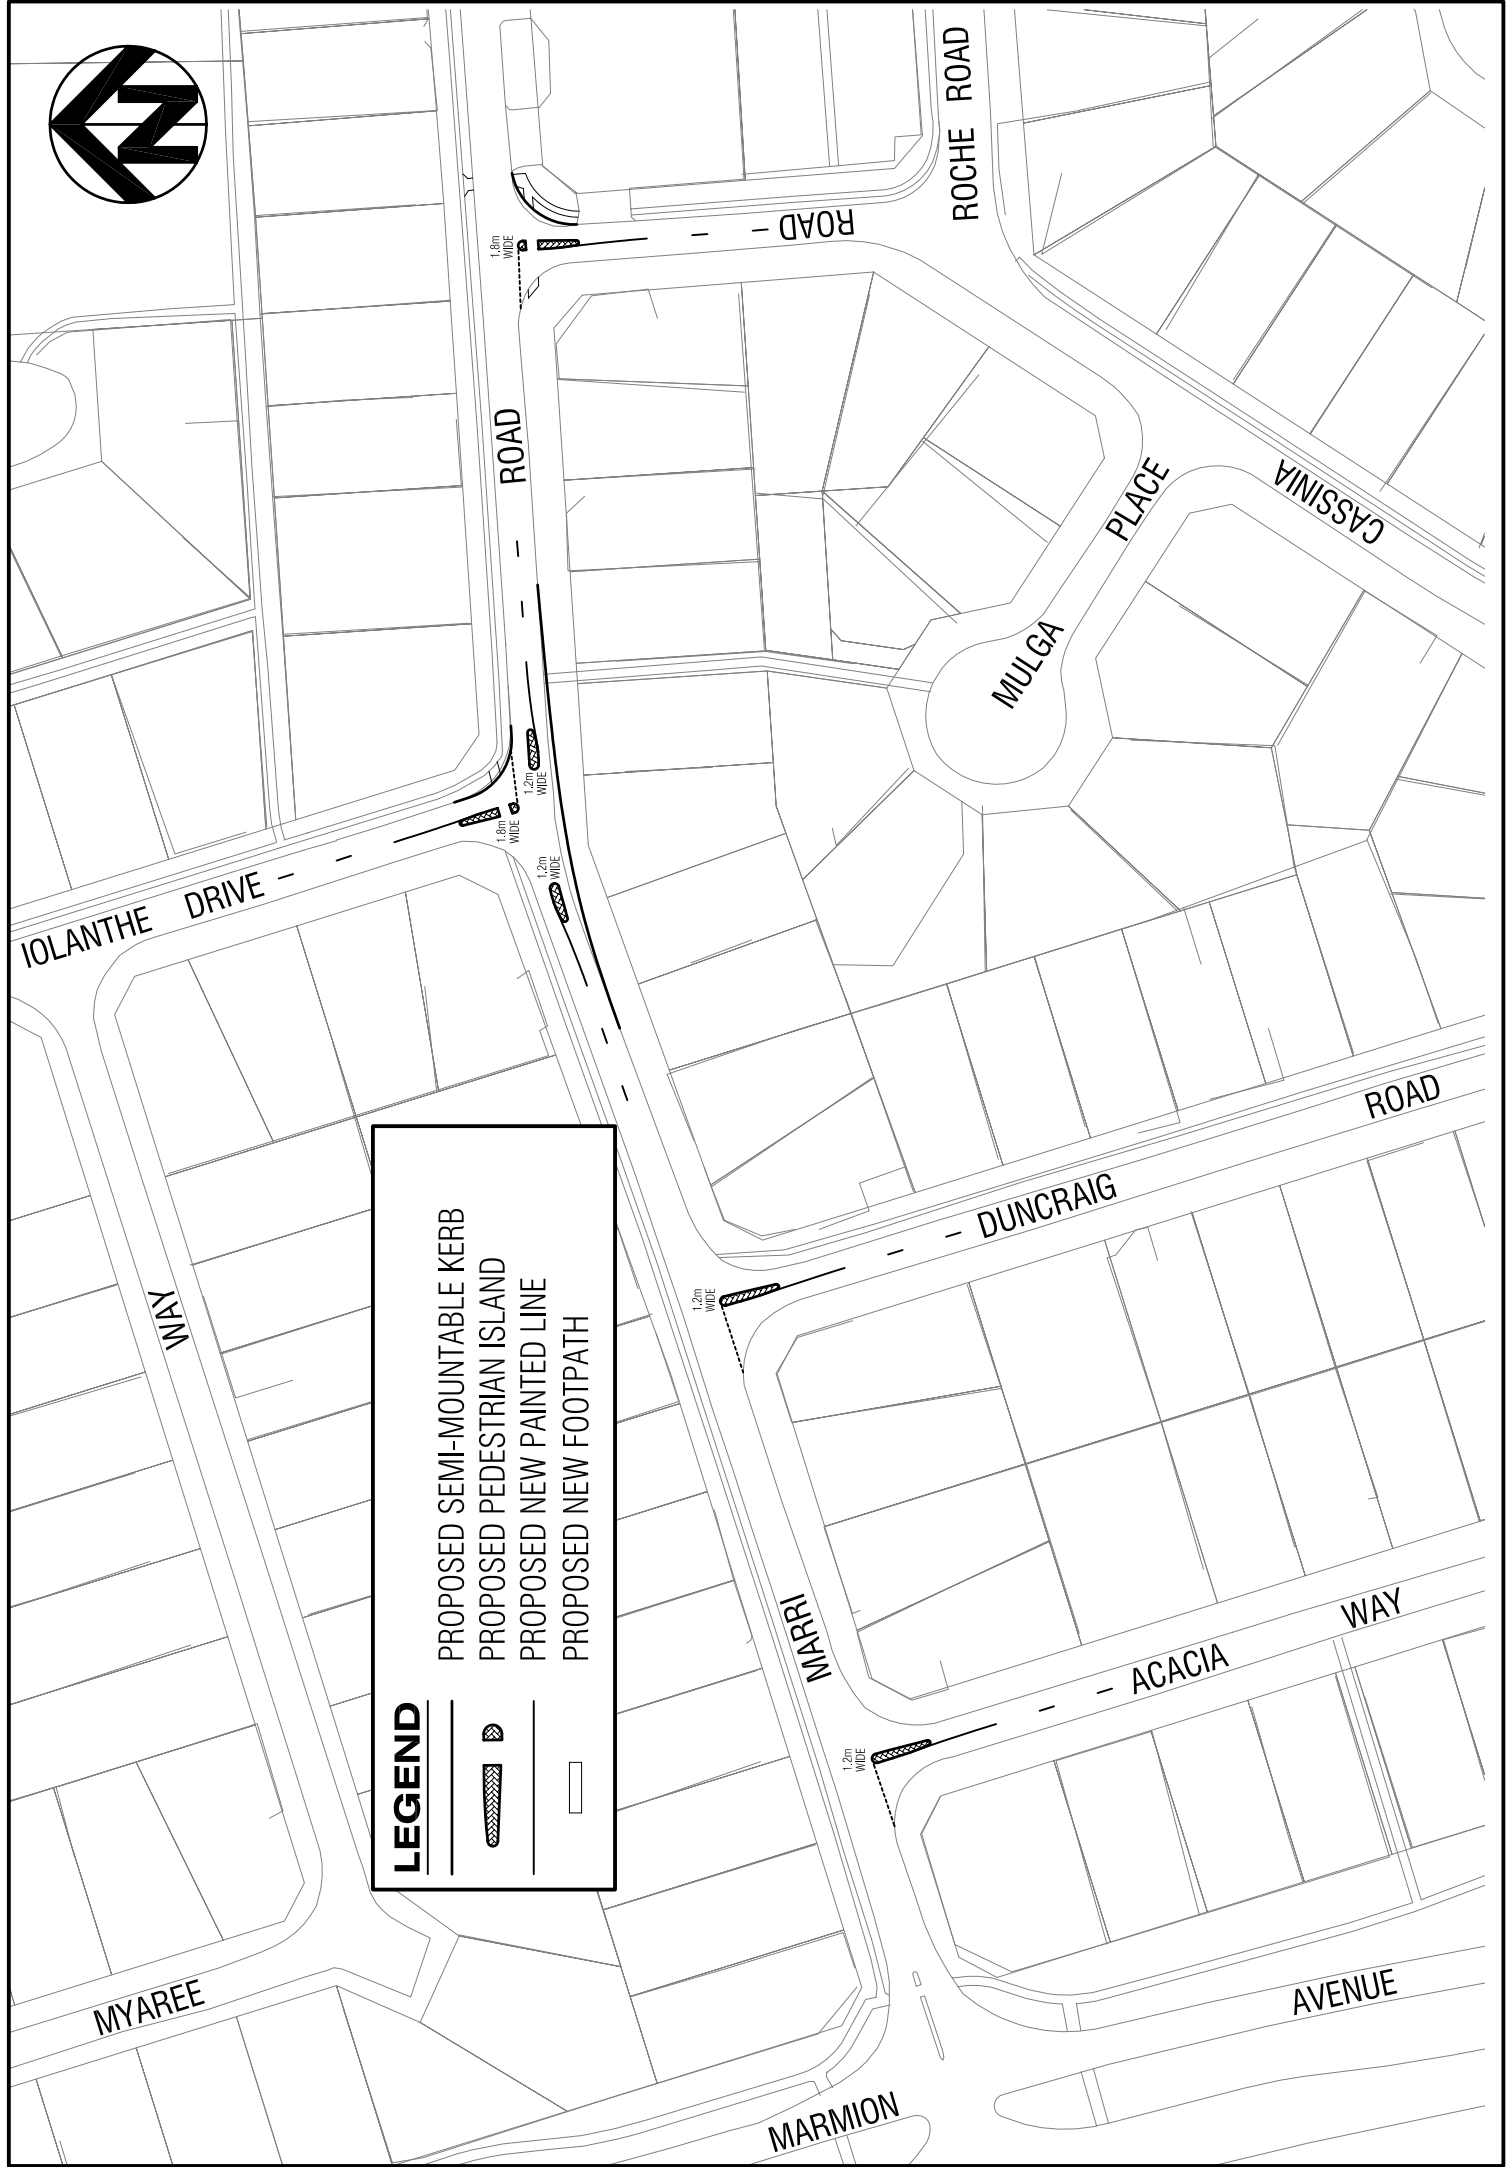 N
ROCHE ROAD
1.8m
WIDE
ROAD
ROAD
PLACE
CASSINIA
MULGA
1.2m
WIDE
1.8m
WIDE
1.2m
WIDE
IOLANTHE DRIVE
ROAD
DUNCRAIG
1.2m
WIDE
WAY
LEGEND
PROPOSED SEMI-MOUNTABLE KERB
PROPOSED PEDESTRIAN ISLAND
PROPOSED NEW PAINTED LINE
PROPOSED NEW FOOTPATH
MARRI
WAY
ACACIA
1.2m
WIDE
MYAREE
AVENUE
MARMION